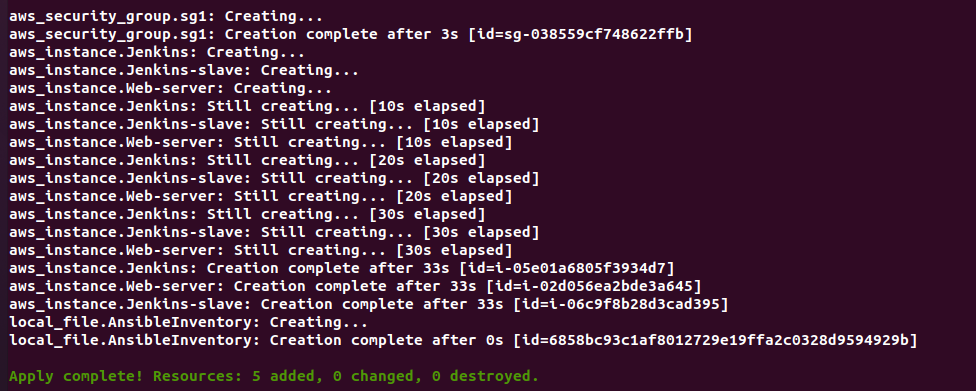 aws_security_group.sg1: Creating...
aws_security_group.sg1: Creation complete after 3s [id=sg-038559cf748622ffb]
aws_instance.Jenkins: Creating...
aws_instance.Jenkins-slave: Creating...
aws_instance.Web-server: Creating...
aws_instance.Jenkins: Still creating... [10s elapsed]
aws_instance.Jenkins-slave: Still creating... [10s elapsed]
aws_instance.Web-server: Still creating... [10s elapsed]
aws_instance.Jenkins: Still creating... [20s elapsed]
aws_instance.Jenkins-slave: Still creating... [20s elapsed]
aws_instance.Web-server: Still creating... [20s elapsed]
aws_instance.Jenkins: Still creating... [30s elapsed]
aws_instance.Jenkins-slave: Still creating... [30s elapsed]
aws_instance.Web-server: Still creating... [30s elapsed]
aws_instance.Jenkins: Creation complete after 33s [id=i-05e01a6805f3934d7]
aws_instance.Web-server: Creation complete after 33s [id=i-02d056ea2bde3a645]
aws_instance.Jenkins-slave: Creation complete after 33s [id=i-06c9f8b28d3cad395]
local_file.AnsibleInventory: Creating...
local_file.AnsibleInventory: Creation complete after 0s [id=6858bc93c1af8012729e19ffa2c0328d9594929b]
Apply complete! Resources: 5 added, 0 changed, 0 destroyed.